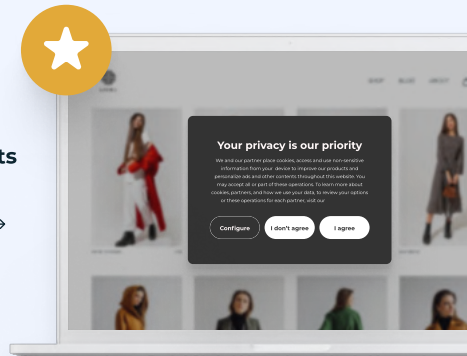 SHOP BLOG ABOUT
ts
Your privacy is our priority
We and our partner place cookies, access and use non-sensitive
information from your device to improve our products and
personalize ads and other contents throughout this website. You
may accept all or part of these operations. To learn more about
cookies, partners, and how we use your data, to review your options
or these operations for each partner, visit our
Configure I don't agree I agree